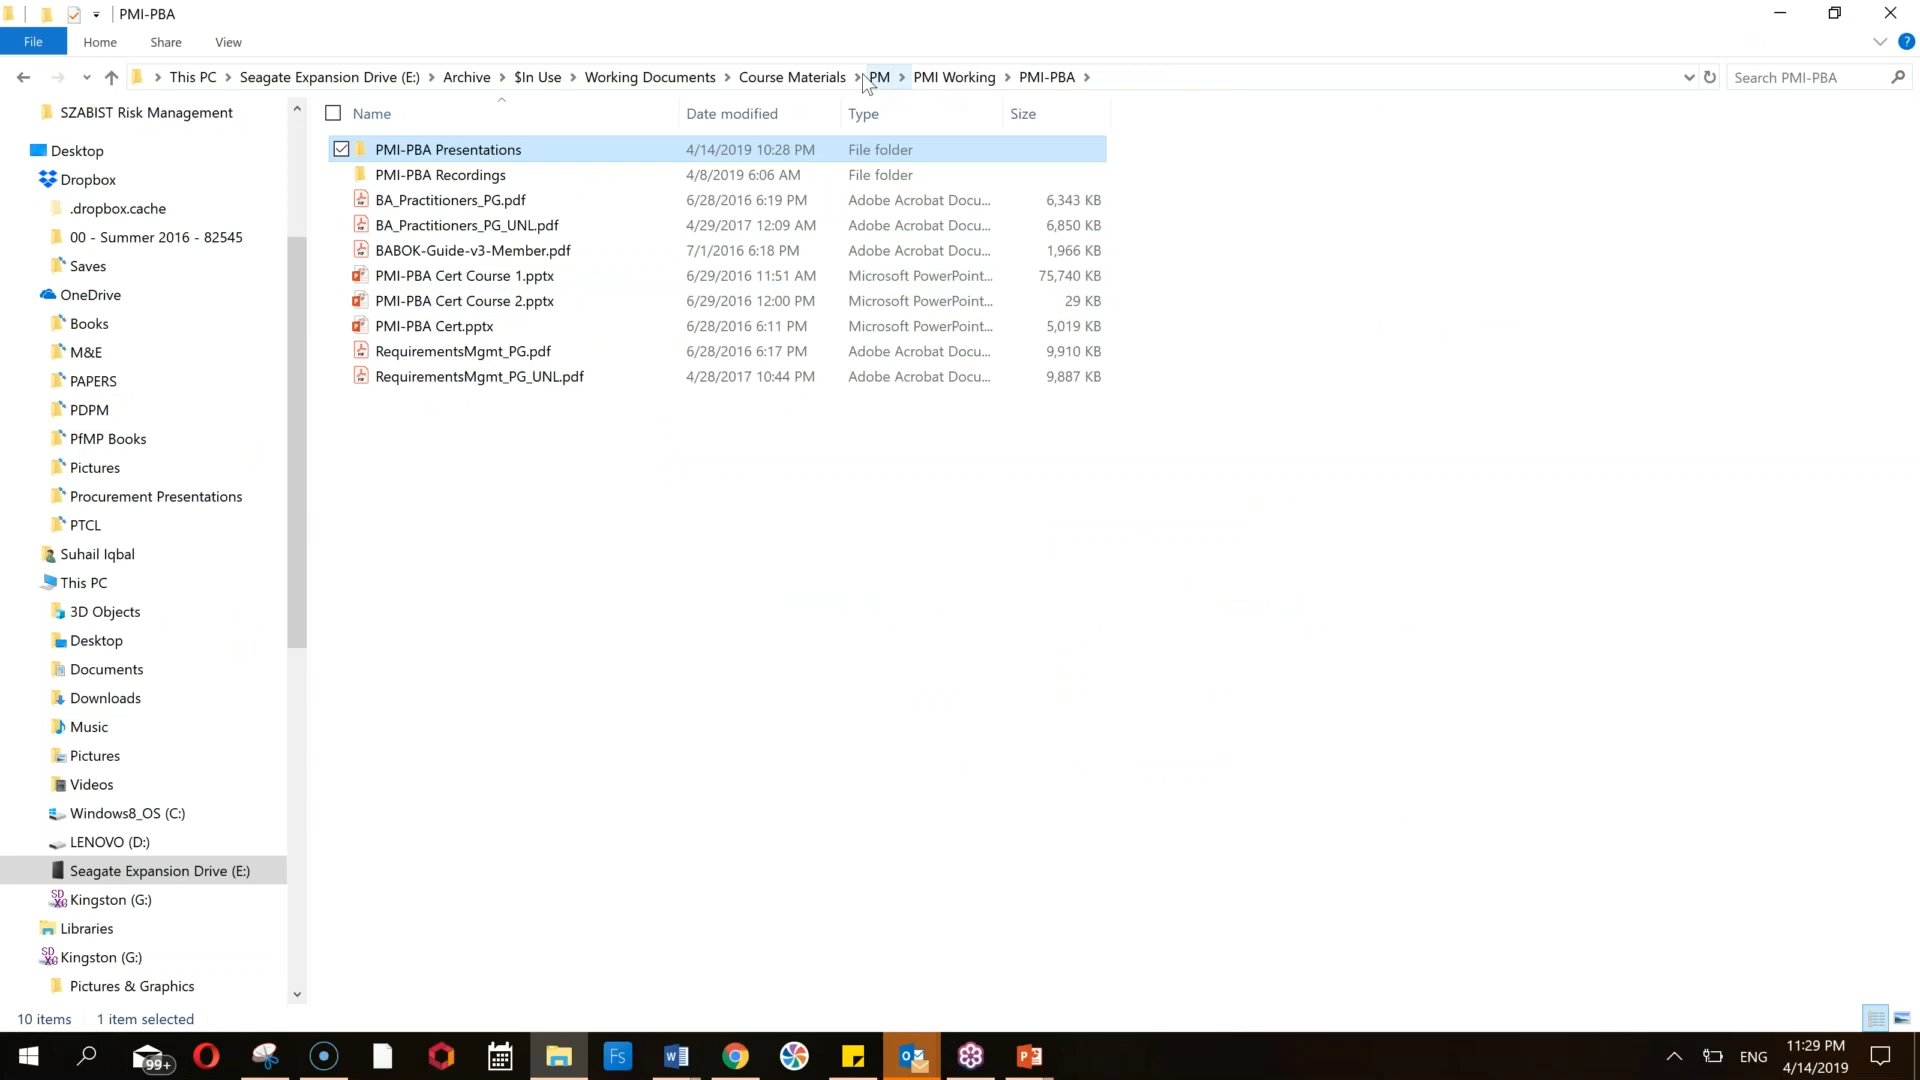 PMI-PBA
File Home Share View
This PC Seagate Expansion Drive (E:) Archive $In Use Working Documents Course Materials PM PMI Working PMI-PBA Search PMI-PBA
SZABIST Risk Management
Desktop
Dropbox
.dropbox.cache
00 - Summer 2016 - 82545
Saves
OneDrive
Books
M&E
PAPERS
PDPM
PfMP Books
Pictures
Procurement Presentations
PTCL
Suhail Iqbal
This PC
3D Objects
Desktop
Documents
Downloads
Music
Pictures
Videos
Windows8_OS (C:)
LENOVO (D:)
Seagate Expansion Drive (E:)
Kingston (G:)
Libraries
Kingston (G:)
Pictures & Graphics
Name Date modified Type Size
PMI-PBA Presentations 4/14/2019 10:28 PM File folder
PMI-PBA Recordings 4/8/2019 6:06 AM File folder
BA_Practitioners_PG.pdf 6/28/2016 6:19 PM Adobe Acrobat Docu... 6,343 KB
BA_Practitioners_PG_UNL.pdf 4/29/2017 12:09 AM Adobe Acrobat Docu... 6,850 KB
BABOK-Guide-v3-Member.pdf 7/1/2016 6:18 PM Adobe Acrobat Docu... 1,966 KB
PMI-PBA Cert Course 1.pptx 6/29/2016 11:51 AM Microsoft PowerPoint... 75,740 KB
PMI-PBA Cert Course 2.pptx 6/29/2016 12:00 PM Microsoft PowerPoint... 29 KB
PMI-PBA Cert.pptx 6/28/2016 6:11 PM Microsoft PowerPoint... 5,019 KB
RequirementsMgmt_PG.pdf 6/28/2016 6:17 PM Adobe Acrobat Docu... 9,910 KB
RequirementsMgmt_PG_UNL.pdf 4/28/2017 10:44 PM Adobe Acrobat Docu... 9,887 KB
10 items 1 item selected
99+
Fs
ENG
11:29 PM
4/14/2019